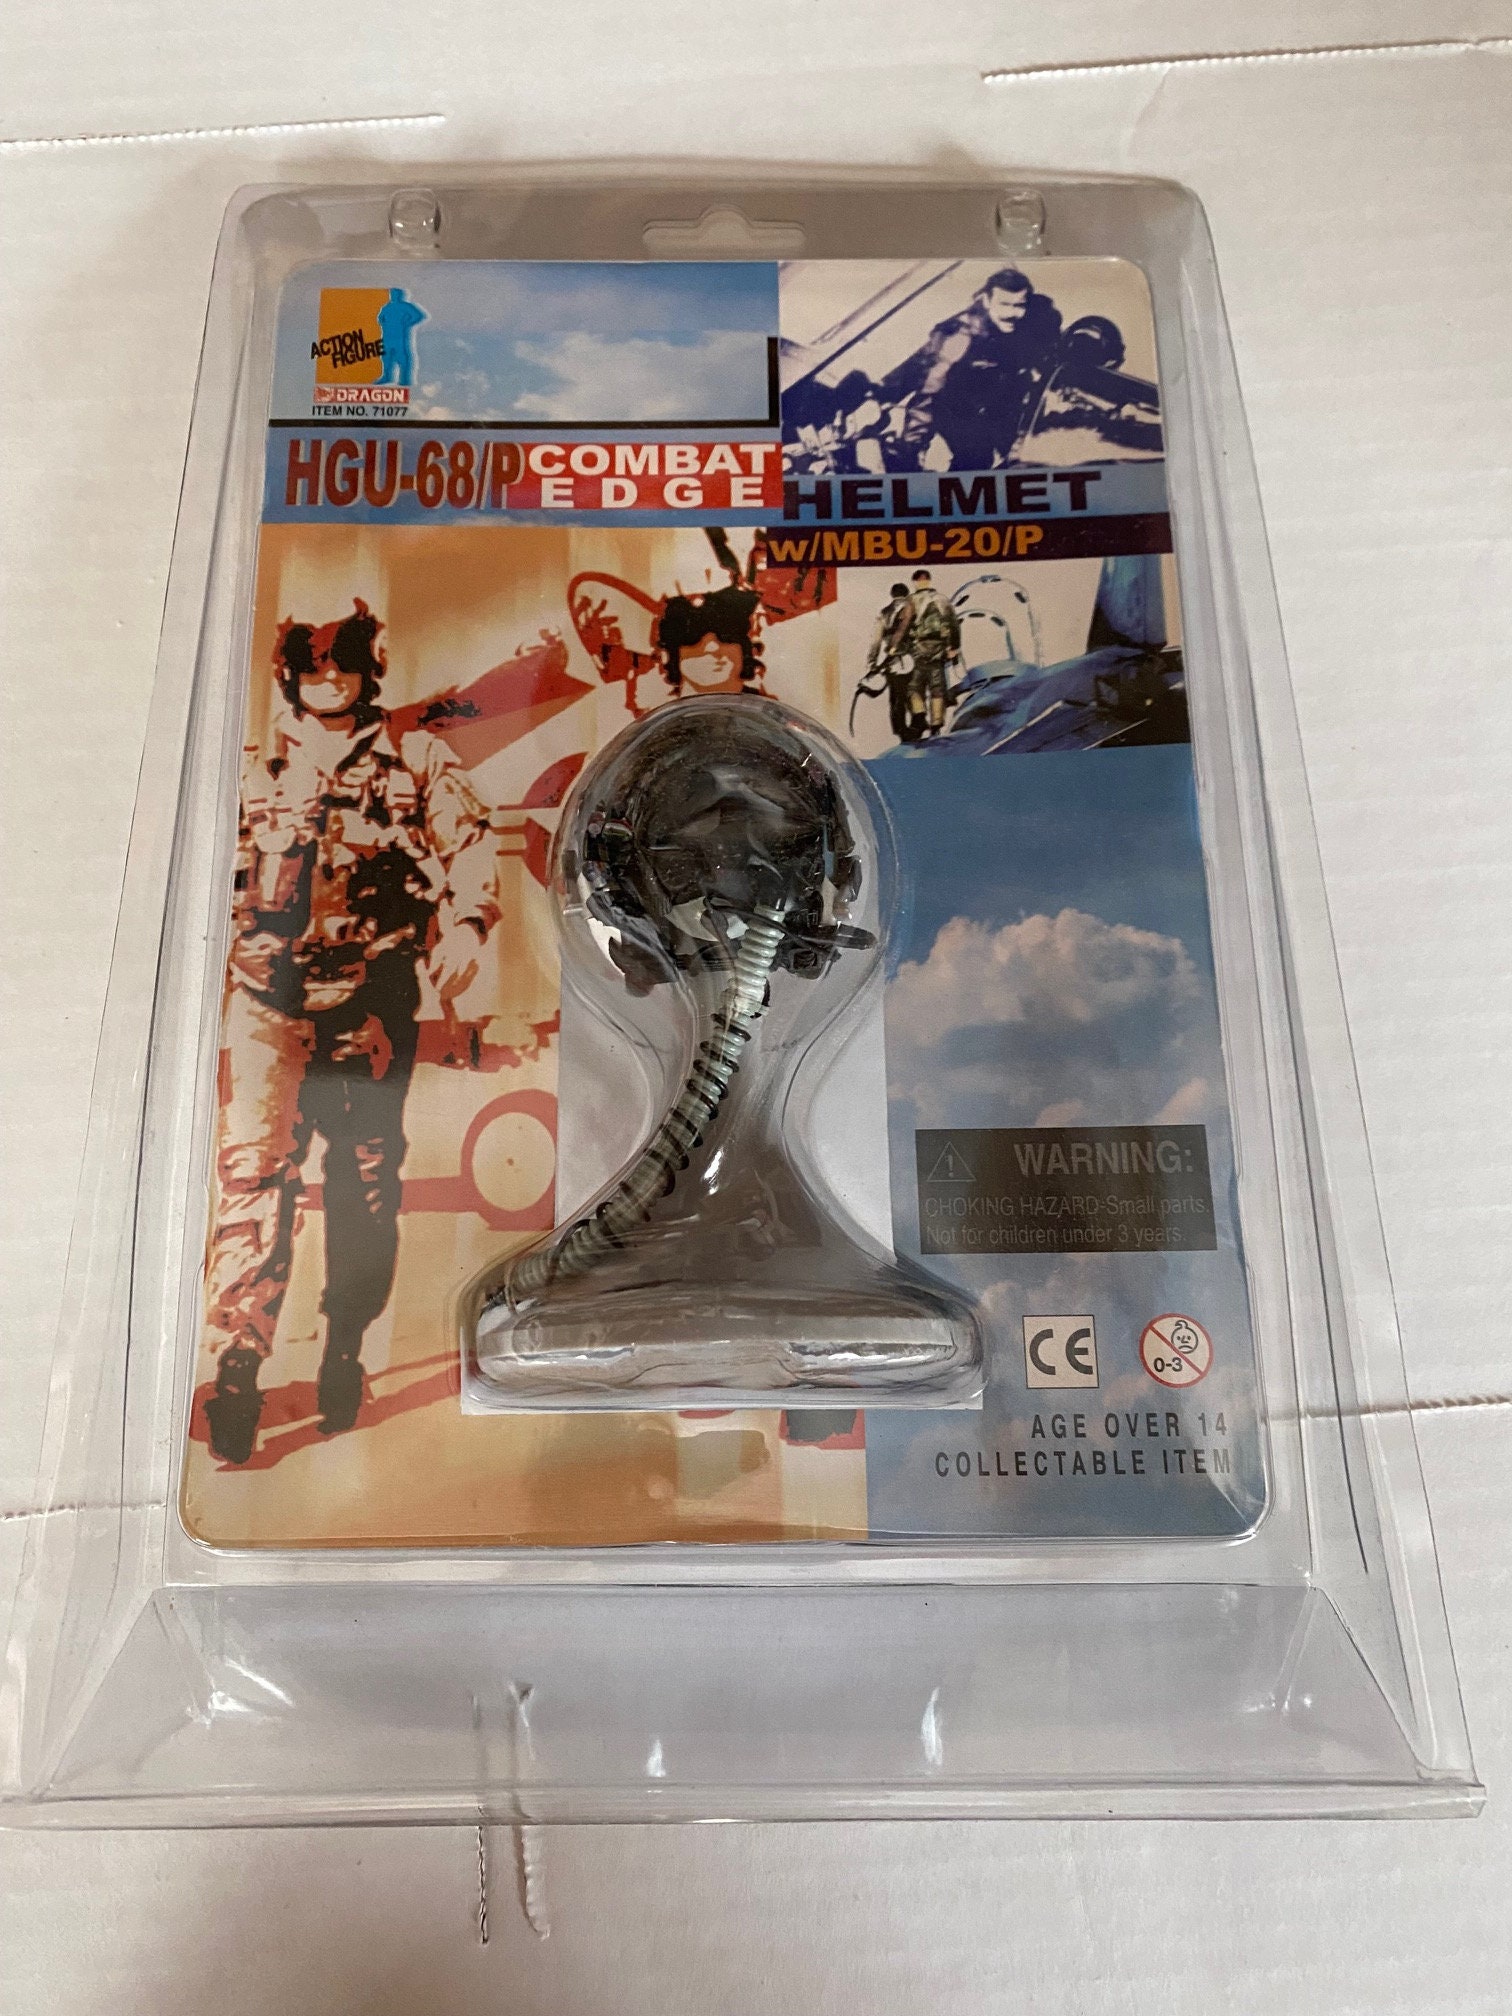 ACTION
FIGURE
DRAGON
ITEM NO. 71077
HGU-68/P COMBAT
EDGE
HELMET
w/MBU-20/P
WARNING:
CHOKING HAZARD-Small parts.
Not for children under 3 years.
CE
0-3
AGE OVER 14
COLLECTABLE ITEM